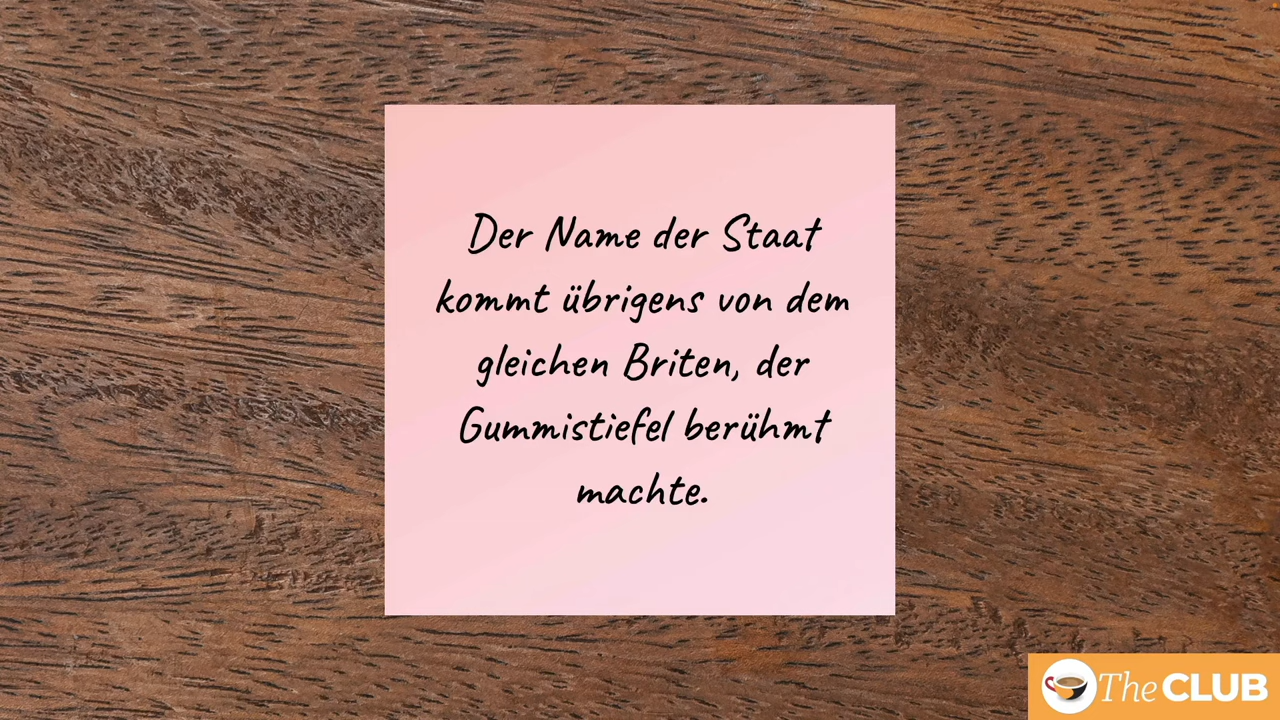 Der Name der Staat
kommt übrigens von dem
gleichen Briten, der
Gummistiefel berühmt
machte.
The CLUB